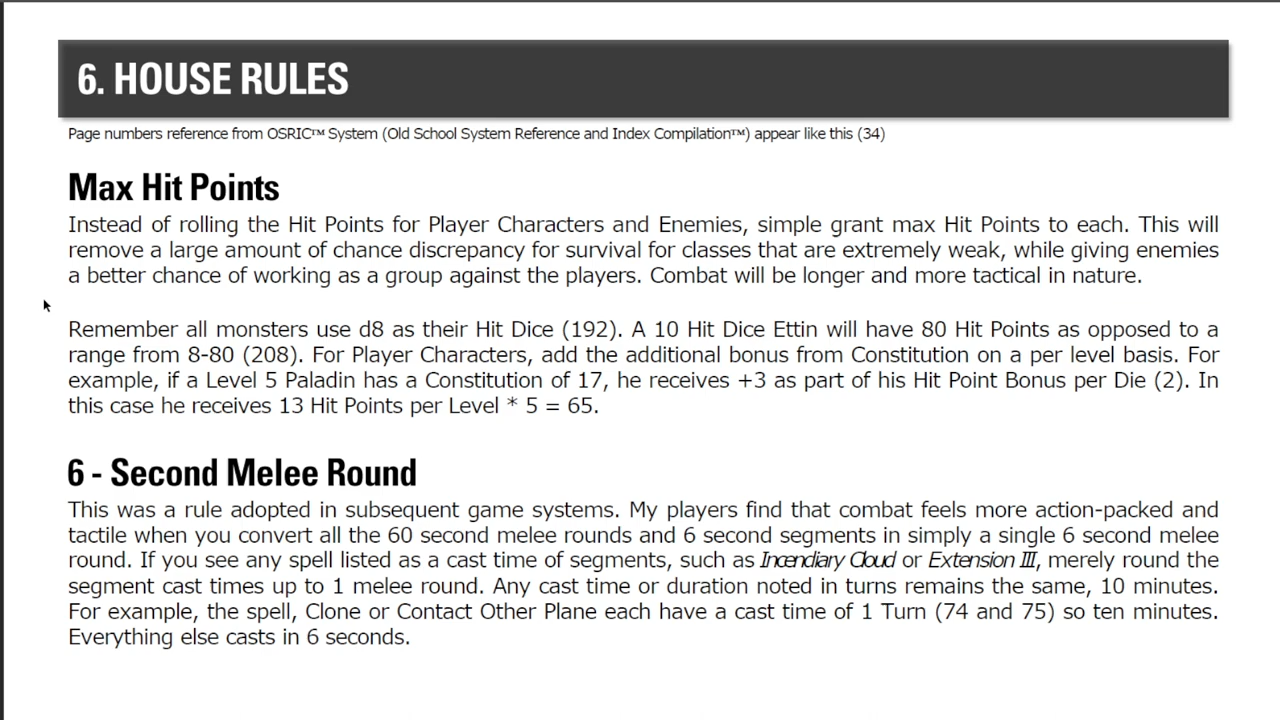 6. HOUSE RULES
Page numbers reference from OSRIC™ System (Old School System Reference and Index Compilation™) appear like this (34)
Max Hit Points
Instead of rolling the Hit Points for Player Characters and Enemies, simple grant max Hit Points to each. This will
remove a large amount of chance discrepancy for survival for classes that are extremely weak, while giving enemies
a better chance of working as a group against the players. Combat will be longer and more tactical in nature.
Remember all monsters use d8 as their Hit Dice (192). A 10 Hit Dice Ettin will have 80 Hit Points as opposed to a
range from 8-80 (208). For Player Characters, add the additional bonus from Constitution on a per level basis. For
example, if a Level 5 Paladin has a Constitution of 17, he receives +3 as part of his Hit Point Bonus per Die (2). In
this case he receives 13 Hit Points per Level * 5 = 65.
6 - Second Melee Round
This was a rule adopted in subsequent game systems. My players find that combat feels more action-packed and
tactile when you convert all the 60 second melee rounds and 6 second segments in simply a single 6 second melee
round. If you see any spell listed as a cast time of segments, such as Incendiary Cloud or Extension III, merely round the
segment cast times up to 1 melee round. Any cast time or duration noted in turns remains the same, 10 minutes.
For example, the spell, Clone or Contact Other Plane each have a cast time of 1 Turn (74 and 75) so ten minutes.
Everything else casts in 6 seconds.